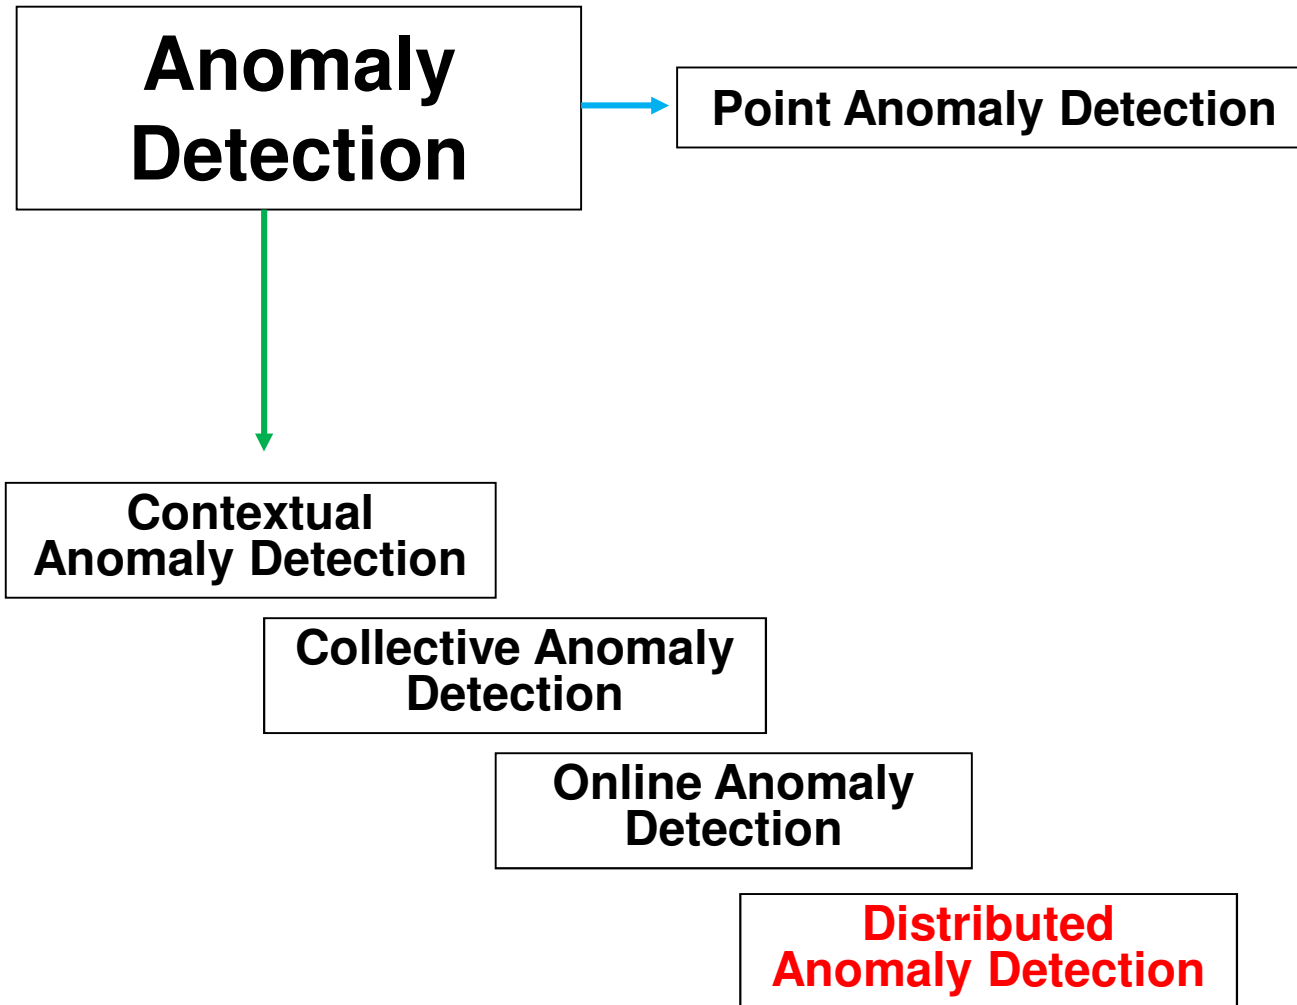 Anomaly
Detection
Point Anomaly Detection
Contextual
Anomaly Detection
Collective Anomaly
Detection
Online Anomaly
Detection
Distributed
Anomaly Detection